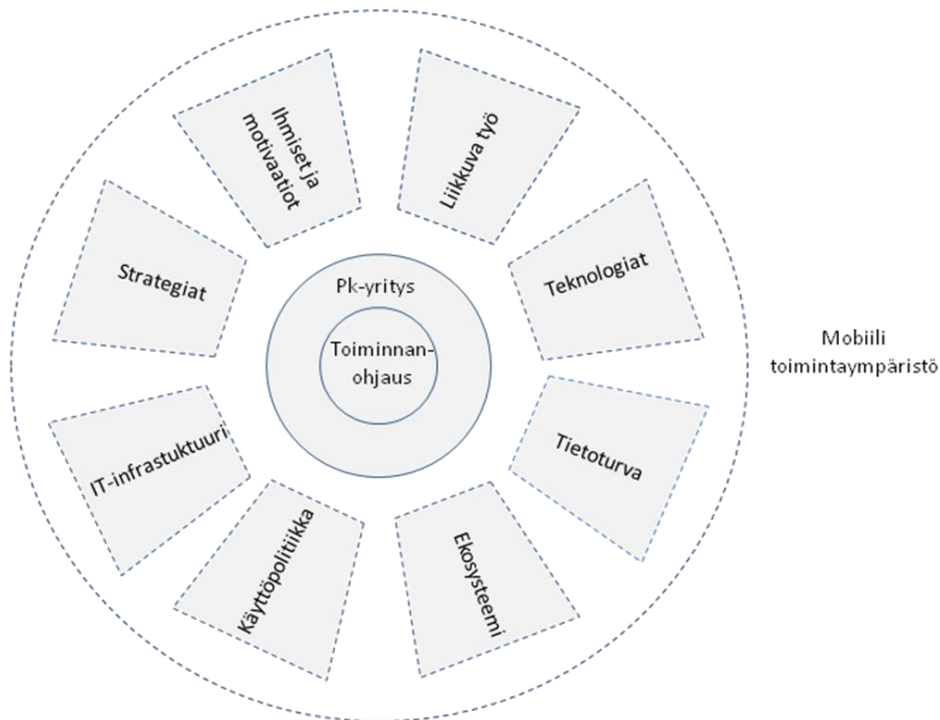 Ihmiset ja
motivaatiot
Liikkuva työ
Strategiat
Teknologiat
Pk-yritys
Toiminnan-
ohjaus
Mobiili
toimintaympäristö
IT-infrastuktuuri
Tietoturva
Käyttöpolitiikka
Ekosysteemi